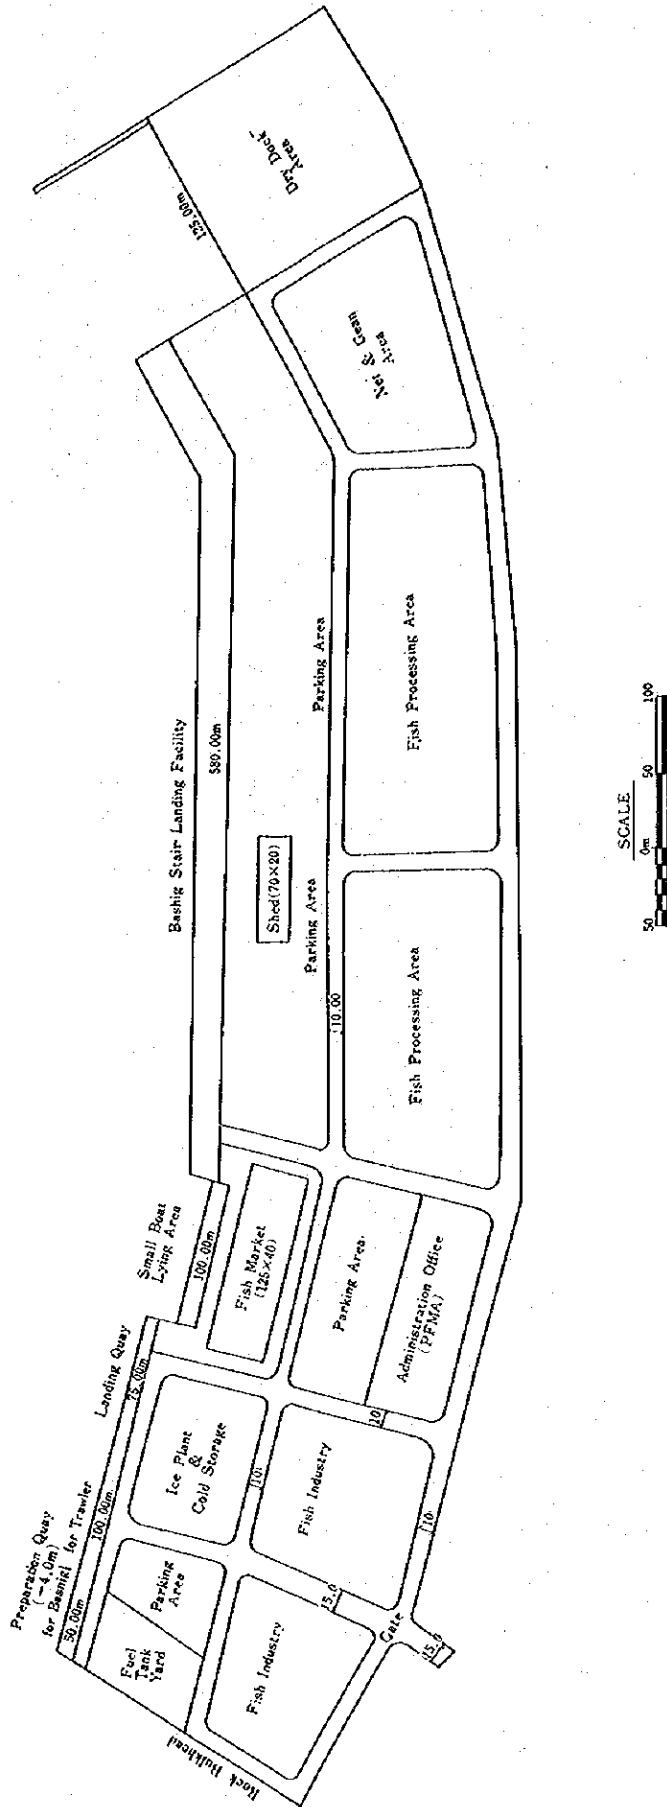 Dry Dock
Area
125.00m
Net & Gean
Area
Bashig Stair Landing Facility
580.00m
Parking Area
Shed(70×20)
Parking Area
10.00
Fish Processing Area
Fish Processing Area
Small Boat
Lying Area
100.00m
Fish Market
(125×40)
Parking Area
Administration Office
(PFMA)
Landing Quay
75.00m
Ice Plant
&
Cold Storage
Fish Industry
10
10
10
Preparation Quay
(-4.0m)
for Basnigl for Trawler
50.00m
100.00m
Fuel
Tank
Yard
Parking
Area
Fish Industry
15.0
Gate
15.0
Rock Bulkhead
SCALE
50 0m 50 100